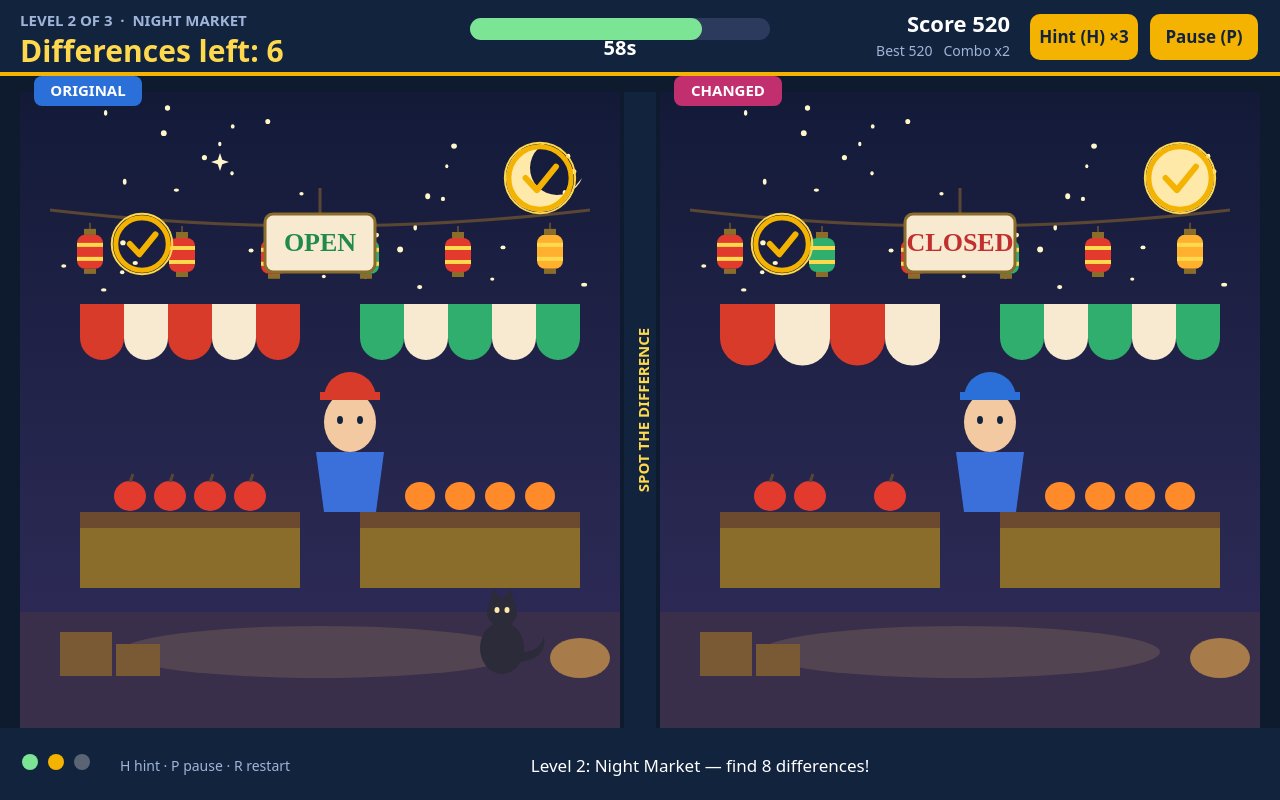 LEVEL 2 OF 3 · NIGHT MARKET
Differences left: 6
58s
Score 520
Best 520 Combo x2
Hint (H) ×3
Pause (P)
ORIGINAL
CHANGED
OPEN
CLOSED
SPOT THE DIFFERENCE
H hint · P pause · R restart
Level 2: Night Market — find 8 differences!